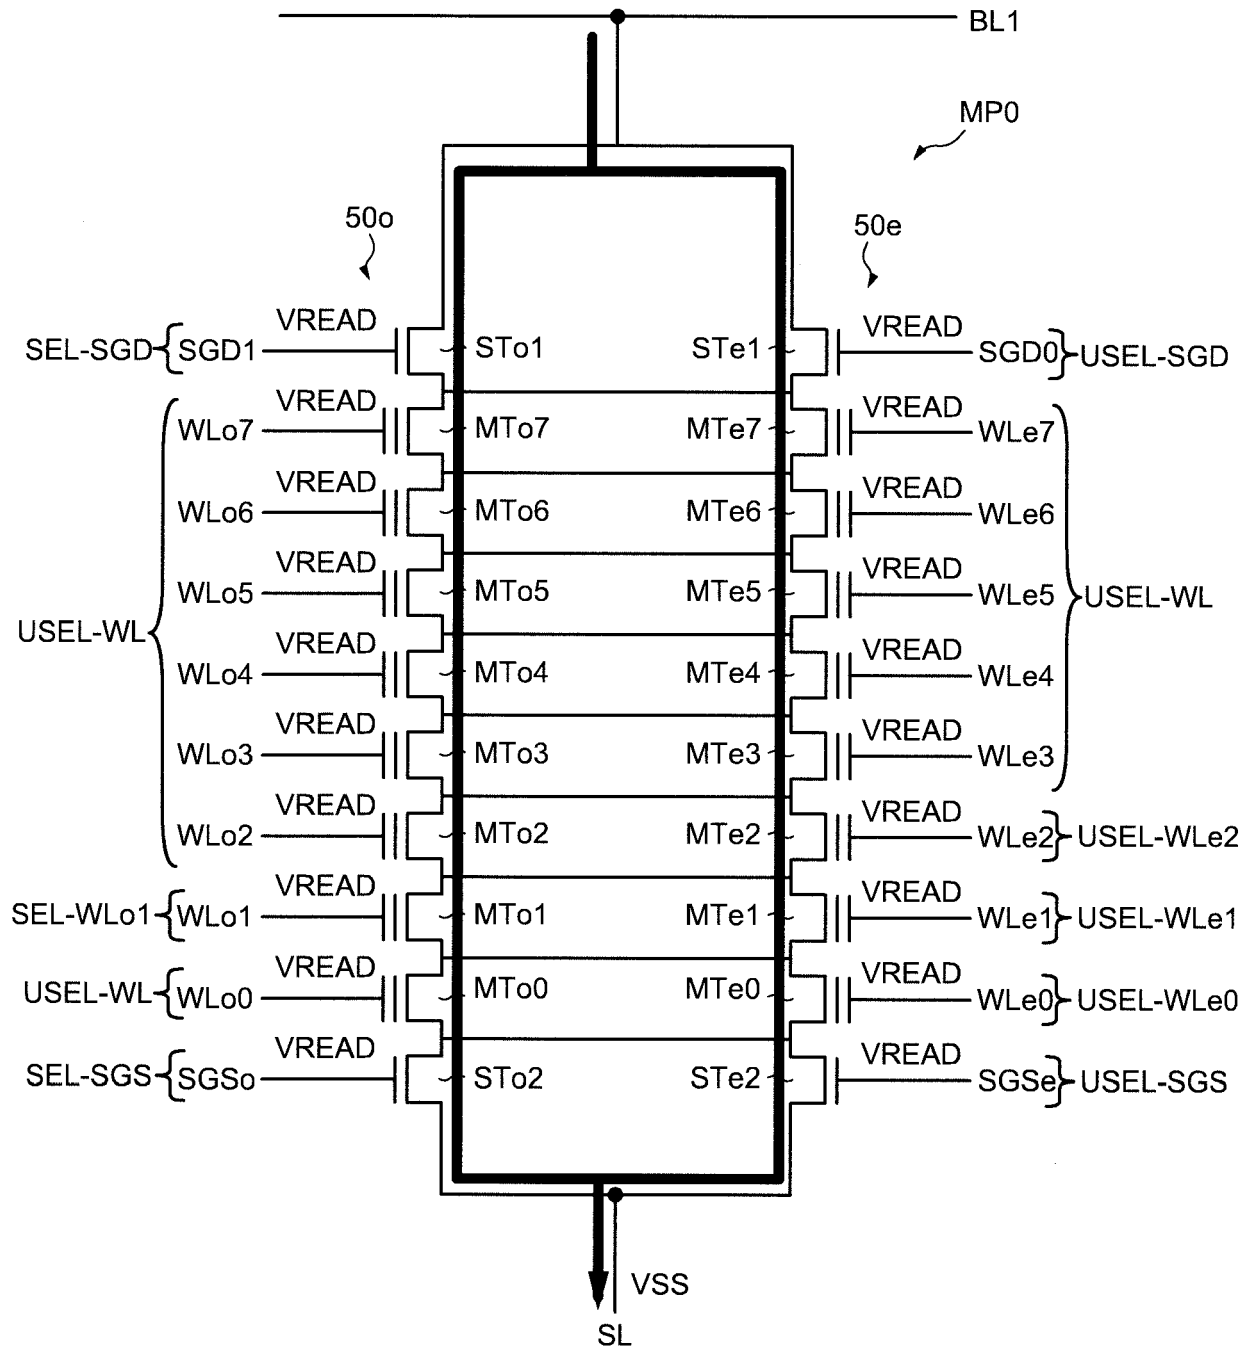 BL1
MP0
50o
50e
VREAD VREAD
SEL-SGD SGD1 STo1 STe1 SGD0 USEL-SGD
VREAD VREAD
WLo7 MTo7 MTe7 WLe7
VREAD VREAD
WLo6 MTo6 MTe6 WLe6
VREAD VREAD
WLo5 MTo5 MTe5 WLe5 USEL-WL
USEL-WL
VREAD VREAD
WLo4 MTo4 MTe4 WLe4
VREAD VREAD
WLo3 MTo3 MTe3 WLe3
VREAD VREAD
WLo2 MTo2 MTe2 WLe2 USEL-WLe2
VREAD VREAD
SEL-WLo1 WLo1 MTo1 MTe1 WLe1 USEL-WLe1
VREAD VREAD
USEL-WL WLo0 MTo0 MTe0 WLe0 USEL-WLe0
VREAD VREAD
SEL-SGS SGSo STo2 STe2 SGSe USEL-SGS
VSS
SL